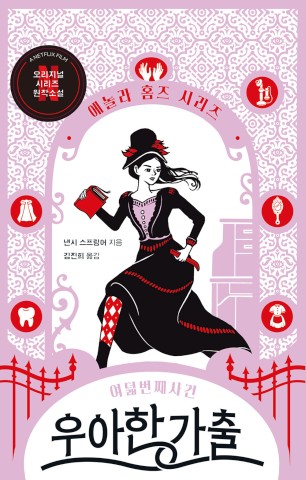 A NETFLIX FILM
오리지널
시리즈
원작소설
에놀라 홈즈 시리즈
낸시 스프링어 지음
김진희 옮김
여덟번째사건
우아한 가출